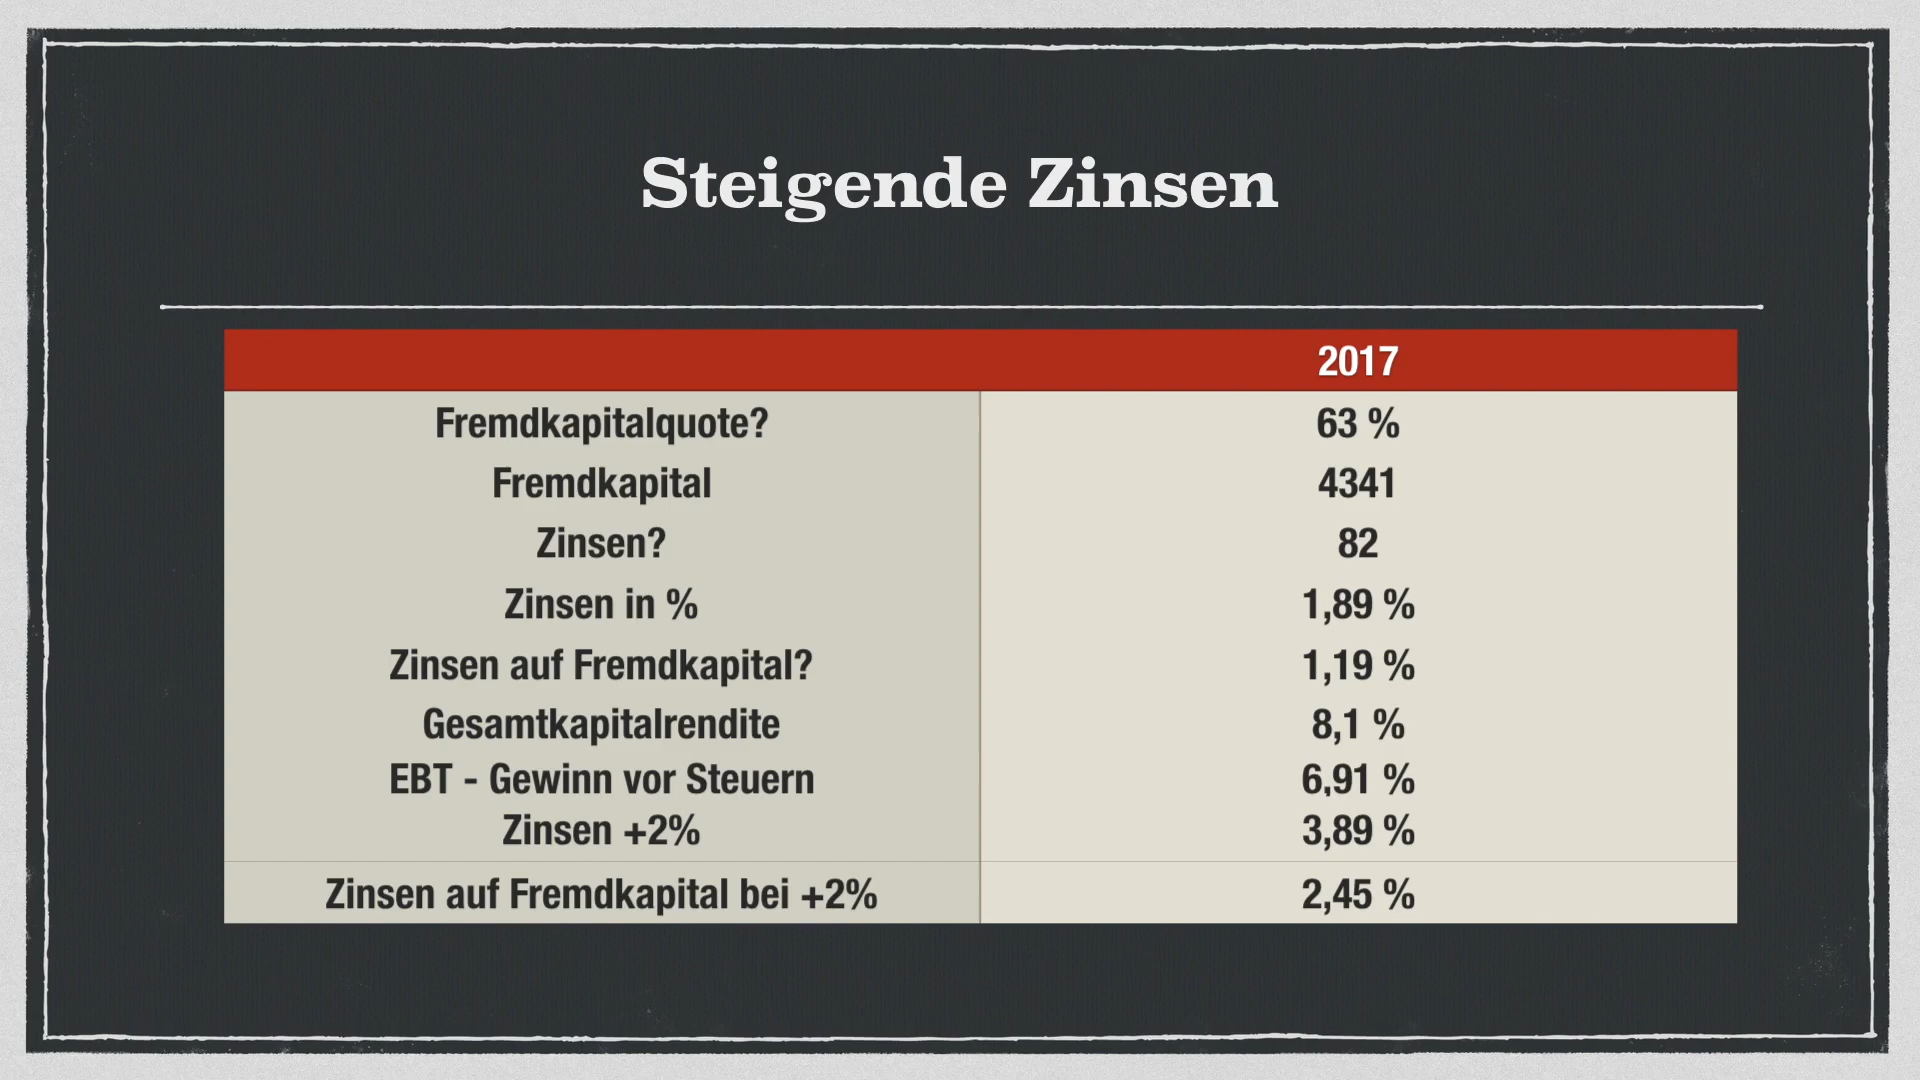 Steigende Zinsen
2017
Fremdkapitalquote? 63 %
Fremdkapital 4341
Zinsen? 82
Zinsen in % 1,89 %
Zinsen auf Fremdkapital? 1,19 %
Gesamtkapitalrendite 8,1 %
EBT - Gewinn vor Steuern 6,91 %
Zinsen +2% 3,89 %
Zinsen auf Fremdkapital bei +2% 2,45 %